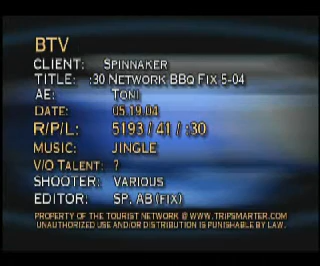 BTV
CLIENT: SPINNAKER
TITLE: :30 NETWORK BBQ FIX 5-04
AE: TONI
DATE: 05.19.04
R/P/L: 5193 / 41 / :30
MUSIC: JINGLE
V/O TALENT: ?
SHOOTER: VARIOUS
EDITOR: SP, AB (FIX)
PROPERTY OF THE TOURIST NETWORK @ WWW.TRIPSMARTER.COM
UNAUTHORIZED USE AND/OR DISTRIBUTION IS PUNISHABLE BY LAW.